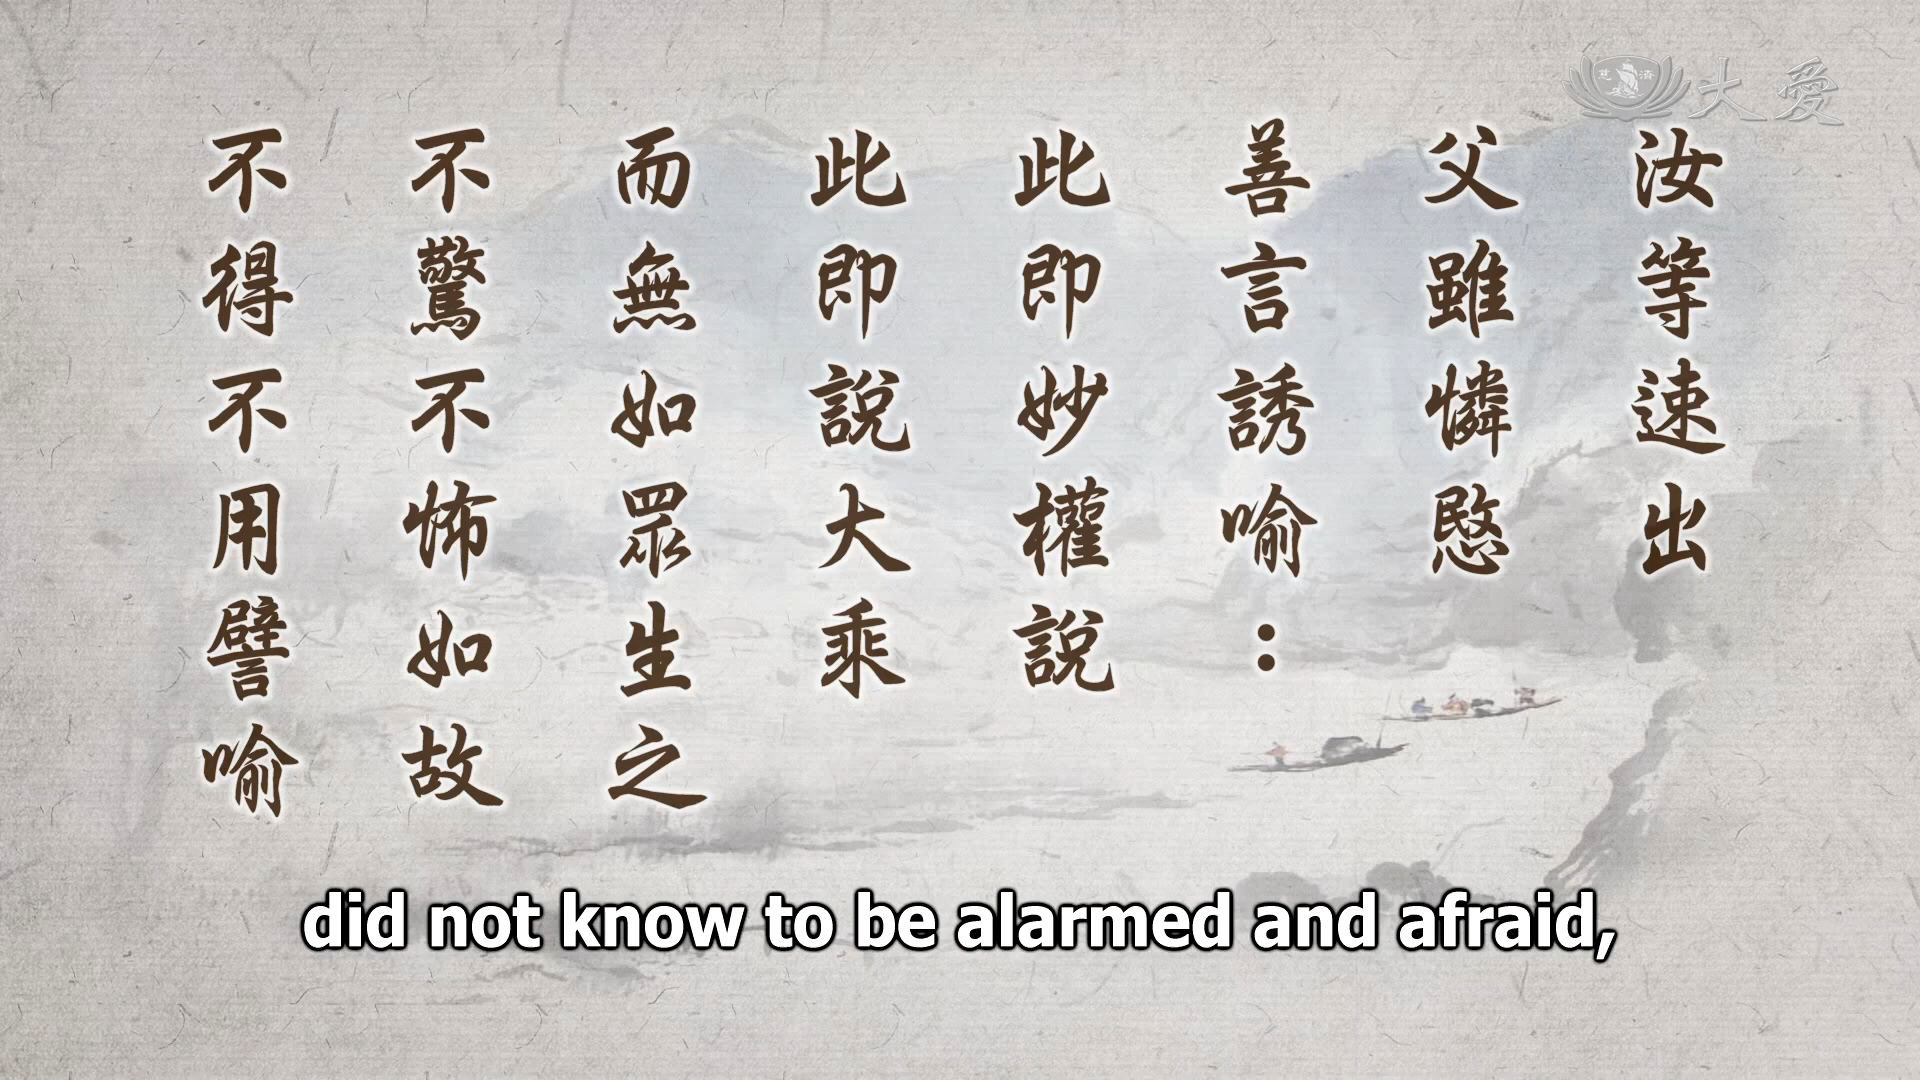 汝等速出
父雖憐愍
善言誘喻：
此即妙權說
此即說大乘
而無如眾生之
不驚不怖如故
不得不用譬喻
did not know to be alarmed and afraid,
慈濟
大愛